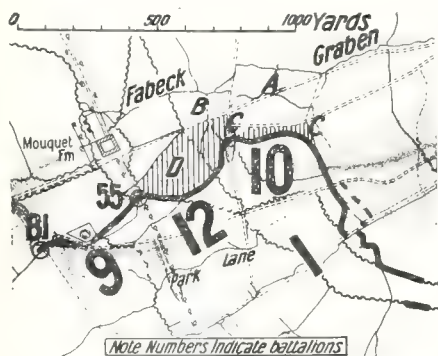 0 500 1000 Yards
Fabeck Graben
A
B
C C
Mouquet
Fm
D
55
10
81
12
9
Park Lane
1
Note Numbers Indicate battalions